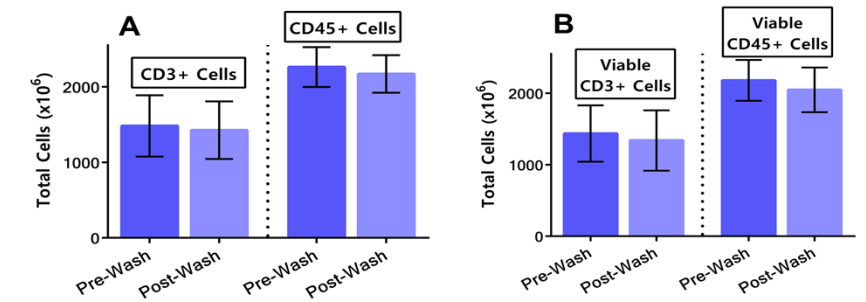 A
CD3+ Cells
CD45+ Cells
Total Cells (x10⁶)
2000
1000
0
Pre-Wash
Post-Wash
Pre-Wash
Post-Wash
B
Viable
CD3+ Cells
Viable
CD45+ Cells
Total Cells (x10⁶)
2000
1000
0
Pre-Wash
Post-Wash
Pre-Wash
Post-Wash